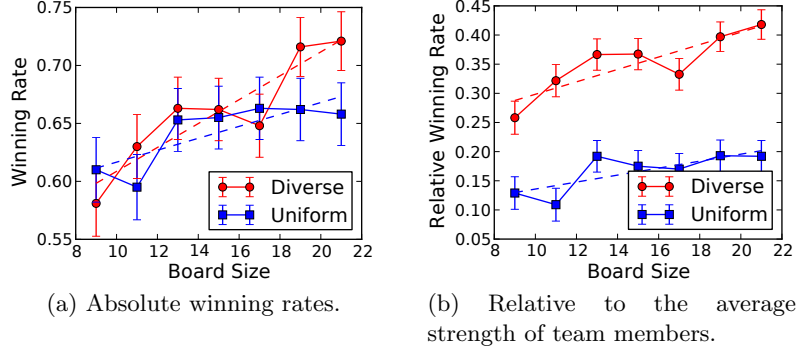 0.75
0.70
0.65
0.60
0.55
Winning Rate
Diverse
Uniform
8 10 12 14 16 18 20 22
Board Size
(a) Absolute winning rates.
0.45
0.40
0.35
0.30
0.25
0.20
0.15
0.10
0.05
Relative Winning Rate
Diverse
Uniform
8 10 12 14 16 18 20 22
Board Size
(b) Relative to the average
strength of team members.